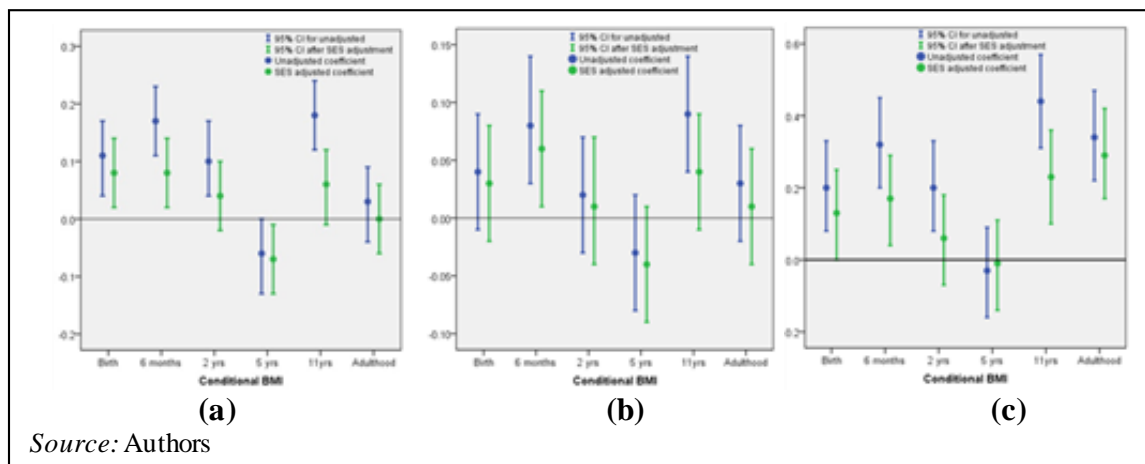 95% CI for unadjusted
95% CI after SES adjustment
Unadjusted coefficient
SES adjusted coefficient
0.3
0.2
0.1
0.0
-0.1
-0.2
Birth 6 months 2 yrs 5 yrs 11yrs Adulthood
Conditional BMI
(a)
95% CI for unadjusted
95% CI after SES adjustment
Unadjusted coefficient
SES adjusted coefficient
0.15
0.10
0.05
0.00
-0.05
-0.10
Birth 6 months 2 yrs 5 yrs 11yrs Adulthood
Conditional BMI
(b)
95% CI for unadjusted
95% CI after SES adjustment
Unadjusted coefficient
SES adjusted coefficient
0.6
0.4
0.2
0.0
0.2
Birth 6 months 2 yrs 5 yrs 11yrs Adulthood
Conditional BMI
(c)
Source: Authors